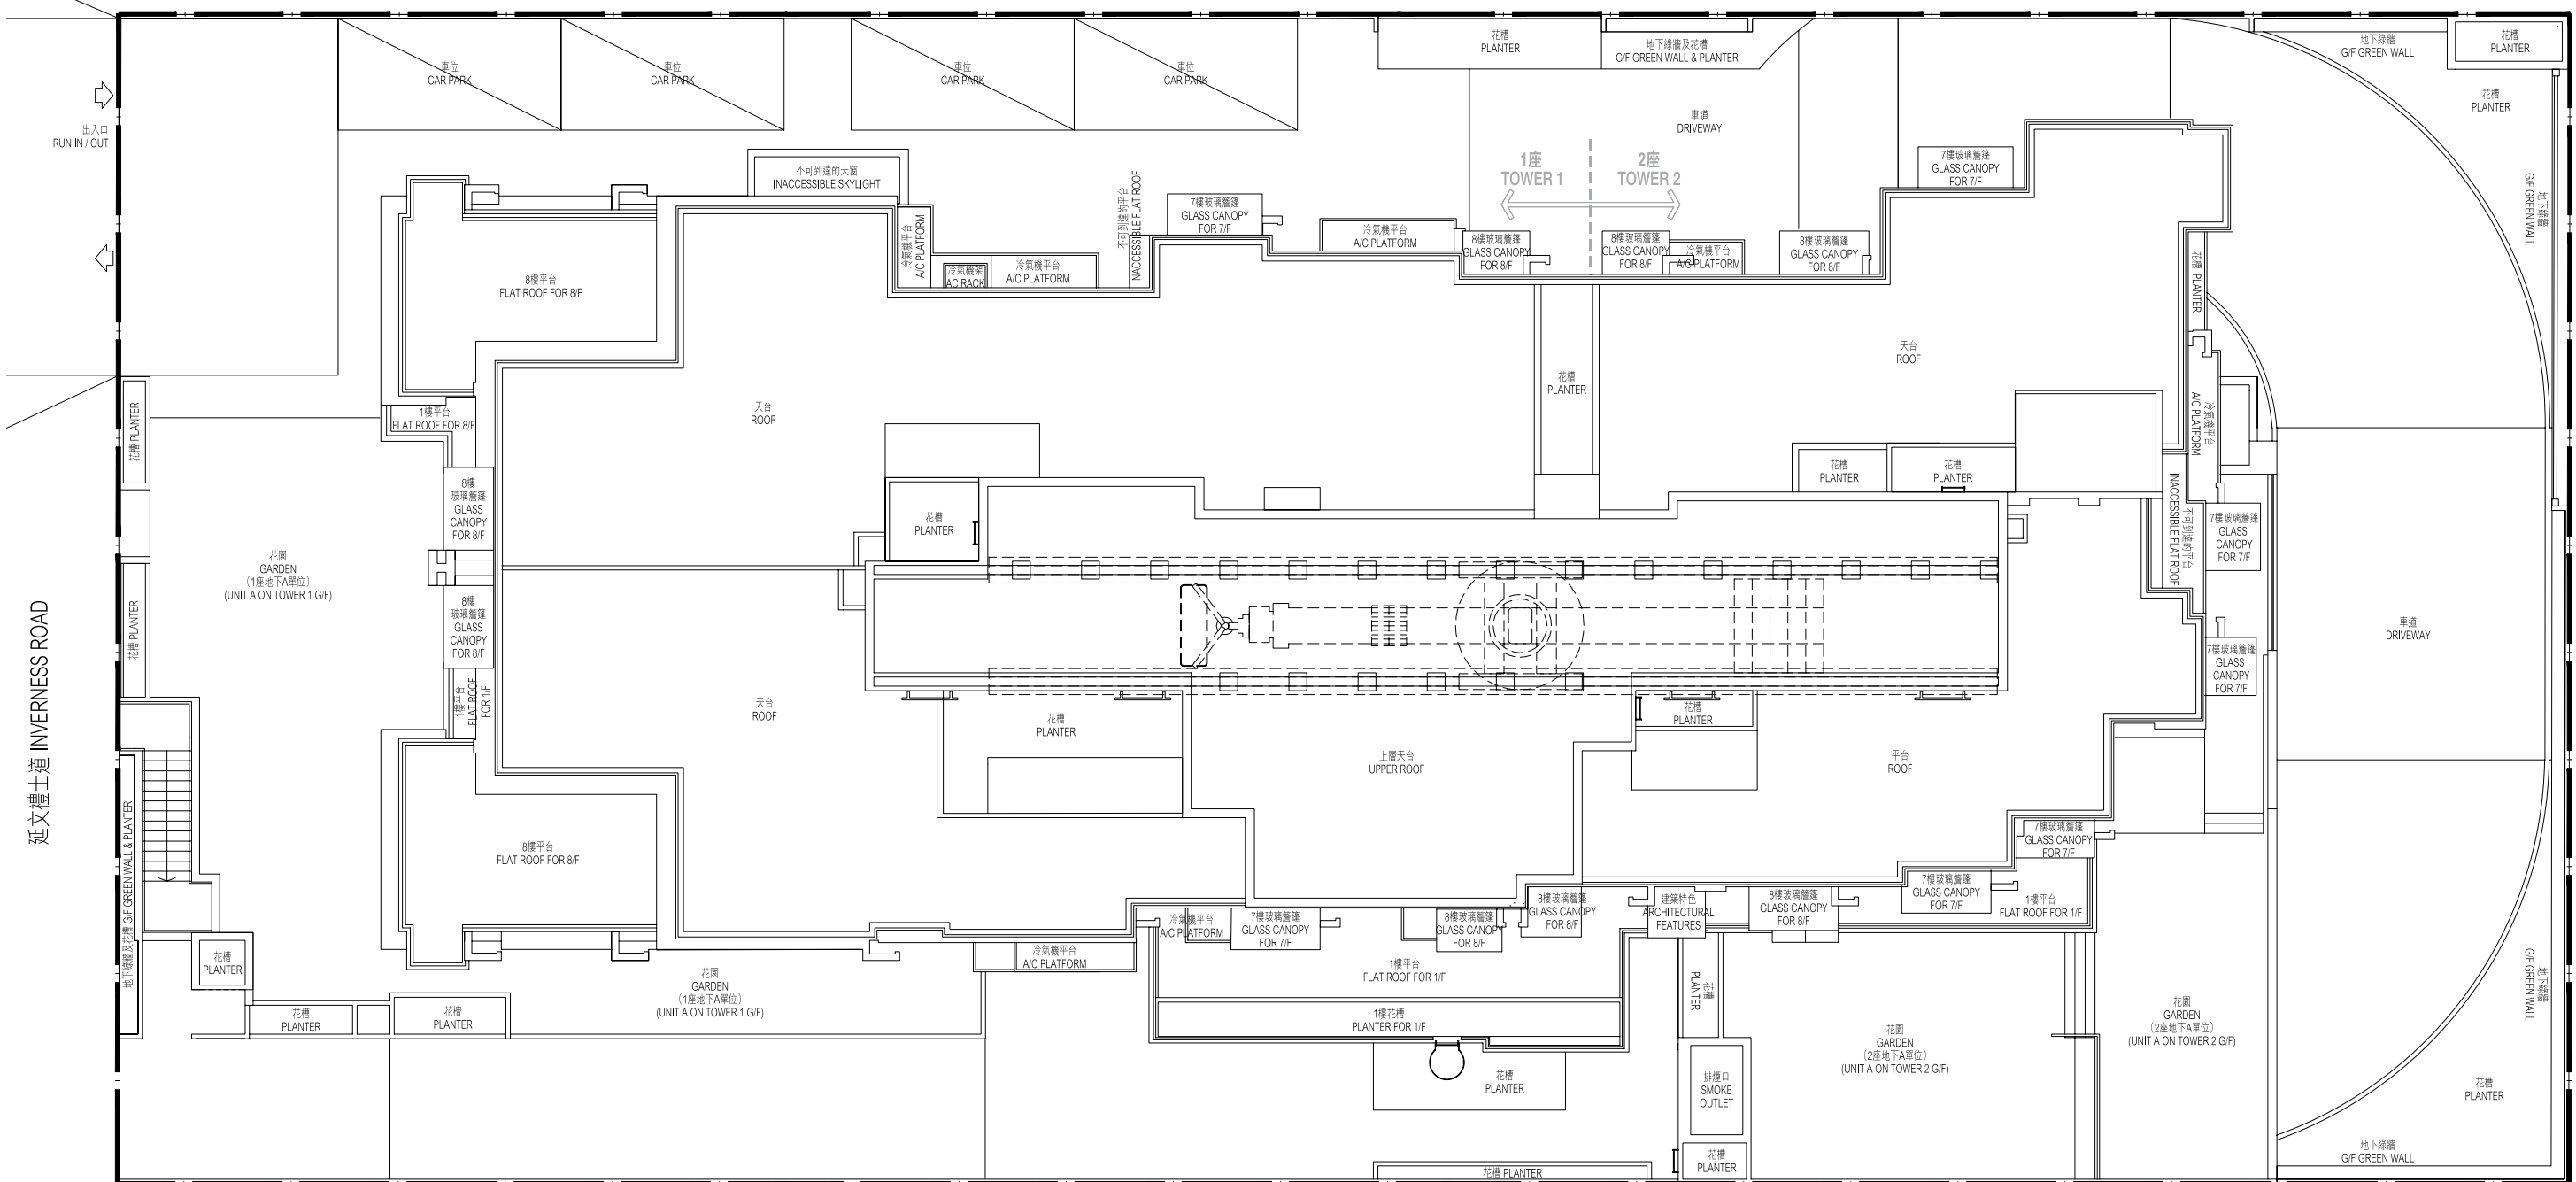 花槽
PLANTER
地下綠牆及花槽
G/F GREEN WALL & PLANTER
地下綠牆
G/F GREEN WALL
花槽
PLANTER
車位
CAR PARK
車位
CAR PARK
車位
CAR PARK
車位
CAR PARK
花槽
PLANTER
出入口
RUN IN / OUT
車道
DRIVEWAY
1座
TOWER 1
2座
TOWER 2
不可到達的天窗
INACCESSIBLE SKYLIGHT
7樓玻璃簷篷
GLASS CANOPY
FOR 7/F
地下綠牆
G/F GREEN WALL
不可到達的平台
INACCESSIBLE FLAT ROOF
7樓玻璃簷篷
GLASS CANOPY
FOR 7/F
冷氣機平台
A/C PLATFORM
冷氣機平台
A/C PLATFORM
8樓玻璃簷篷
GLASS CANOPY
FOR 8/F
8樓玻璃簷篷
GLASS CANOPY
FOR 8/F
冷氣機平台
A/C PLATFORM
8樓玻璃簷篷
GLASS CANOPY
FOR 8/F
8樓平台
FLAT ROOF FOR 8/F
冷氣機架
AC RACK
冷氣機平台
A/C PLATFORM
花槽 PLANTER
天台
ROOF
花槽
PLANTER
天台
ROOF
1樓平台
FLAT ROOF FOR 8/F
花槽 PLANTER
冷氣機平台
A/C PLATFORM
8樓
玻璃簷篷
GLASS
CANOPY
FOR 8/F
花槽
PLANTER
花槽
PLANTER
花槽
PLANTER
不可到達的平台
INACCESSIBLE FLAT ROOF
7樓玻璃簷篷
GLASS
CANOPY
FOR 7/F
花園
GARDEN
(1座地下A單位)
(UNIT A ON TOWER 1 G/F)
8樓
玻璃簷篷
GLASS
CANOPY
FOR 8/F
花槽 PLANTER
車道
DRIVEWAY
7樓玻璃簷篷
GLASS
CANOPY
FOR 7/F
延文禮士道 INVERNESS ROAD
1樓平台
FLAT ROOF
FOR 1/F
天台
ROOF
花槽
PLANTER
花槽
PLANTER
上層天台
UPPER ROOF
平台
ROOF
8樓平台
FLAT ROOF FOR 8/F
地下綠牆及花槽 G/F GREEN WALL & PLANTER
7樓玻璃簷篷
GLASS CANOPY
FOR 7/F
7樓玻璃簷篷
GLASS CANOPY
FOR 7/F
1樓平台
FLAT ROOF FOR 1/F
冷氣機平台
A/C PLATFORM
7樓玻璃簷篷
GLASS CANOPY
FOR 7/F
8樓玻璃簷篷
GLASS CANOPY
FOR 8/F
8樓玻璃簷篷
GLASS CANOPY
FOR 8/F
建築特色
ARCHITECTURAL
FEATURES
8樓玻璃簷篷
GLASS CANOPY
FOR 8/F
花槽
PLANTER
冷氣機平台
A/C PLATFORM
花園
GARDEN
(1座地下A單位)
(UNIT A ON TOWER 1 G/F)
1樓平台
FLAT ROOF FOR 1/F
花槽
PLANTER
地下綠牆
G/F GREEN WALL
花槽
PLANTER
花槽
PLANTER
1樓花槽
PLANTER FOR 1/F
花園
GARDEN
(2座地下A單位)
(UNIT A ON TOWER 2 G/F)
花園
GARDEN
(2座地下A單位)
(UNIT A ON TOWER 2 G/F)
花槽
PLANTER
排煙口
SMOKE
OUTLET
花槽
PLANTER
花槽 PLANTER
花槽
PLANTER
地下綠牆
G/F GREEN WALL